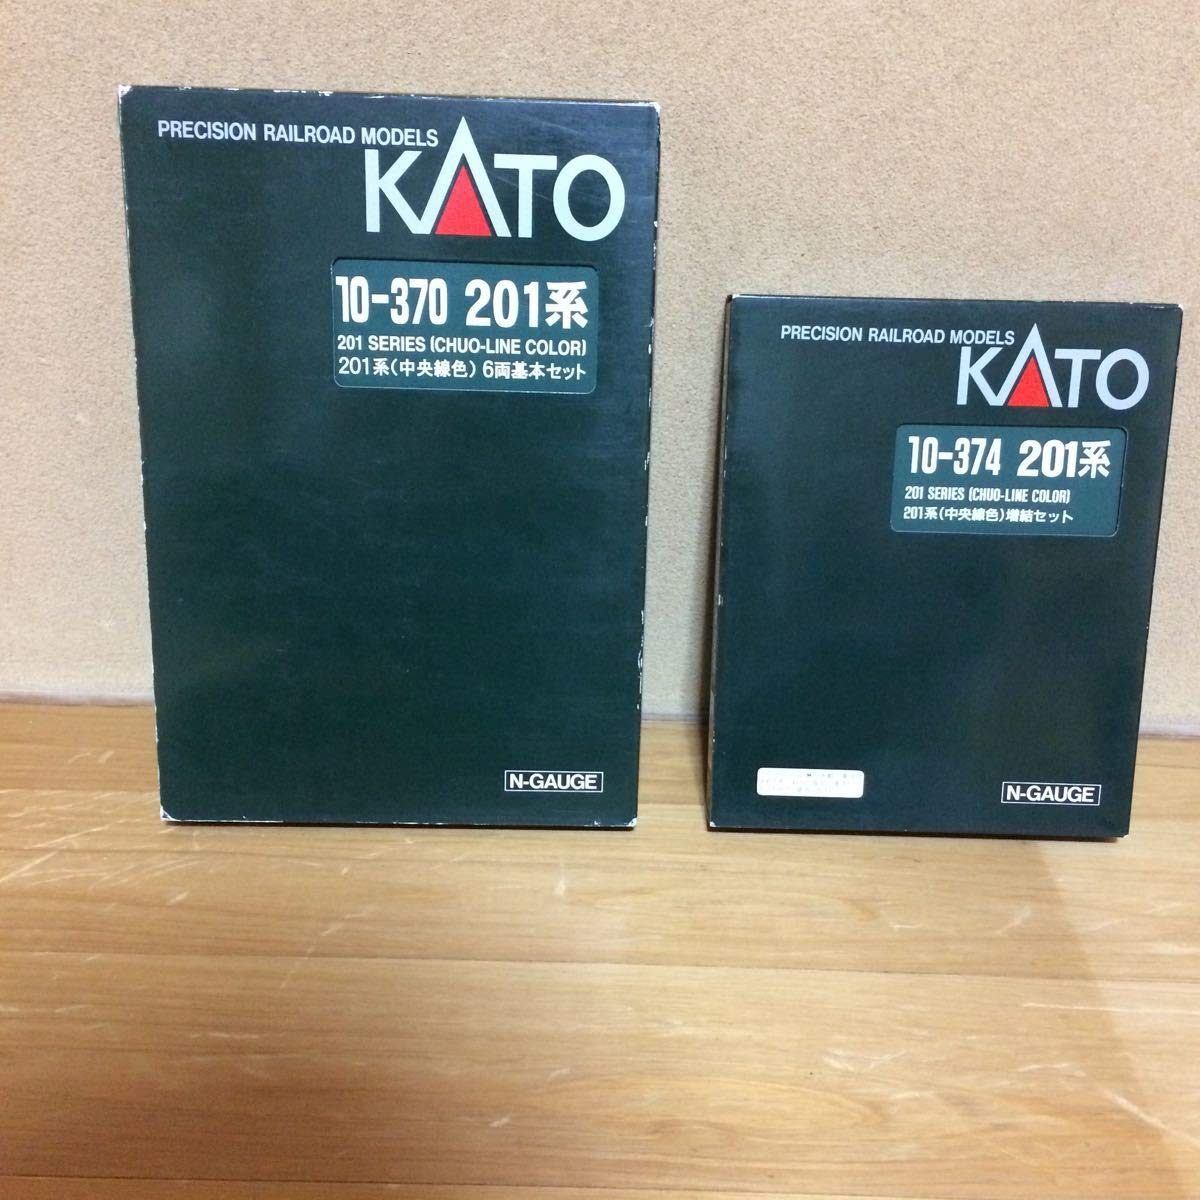 PRECISION RAILROAD MODELS
KATO
10-370 201系
201 SERIES (CHUO-LINE COLOR)
201系(中央線色) 6両基本セット
N-GAUGE
PRECISION RAILROAD MODELS
KATO
10-374 201系
201 SERIES (CHUO-LINE COLOR)
201系(中央線色)増結セット
N-GAUGE